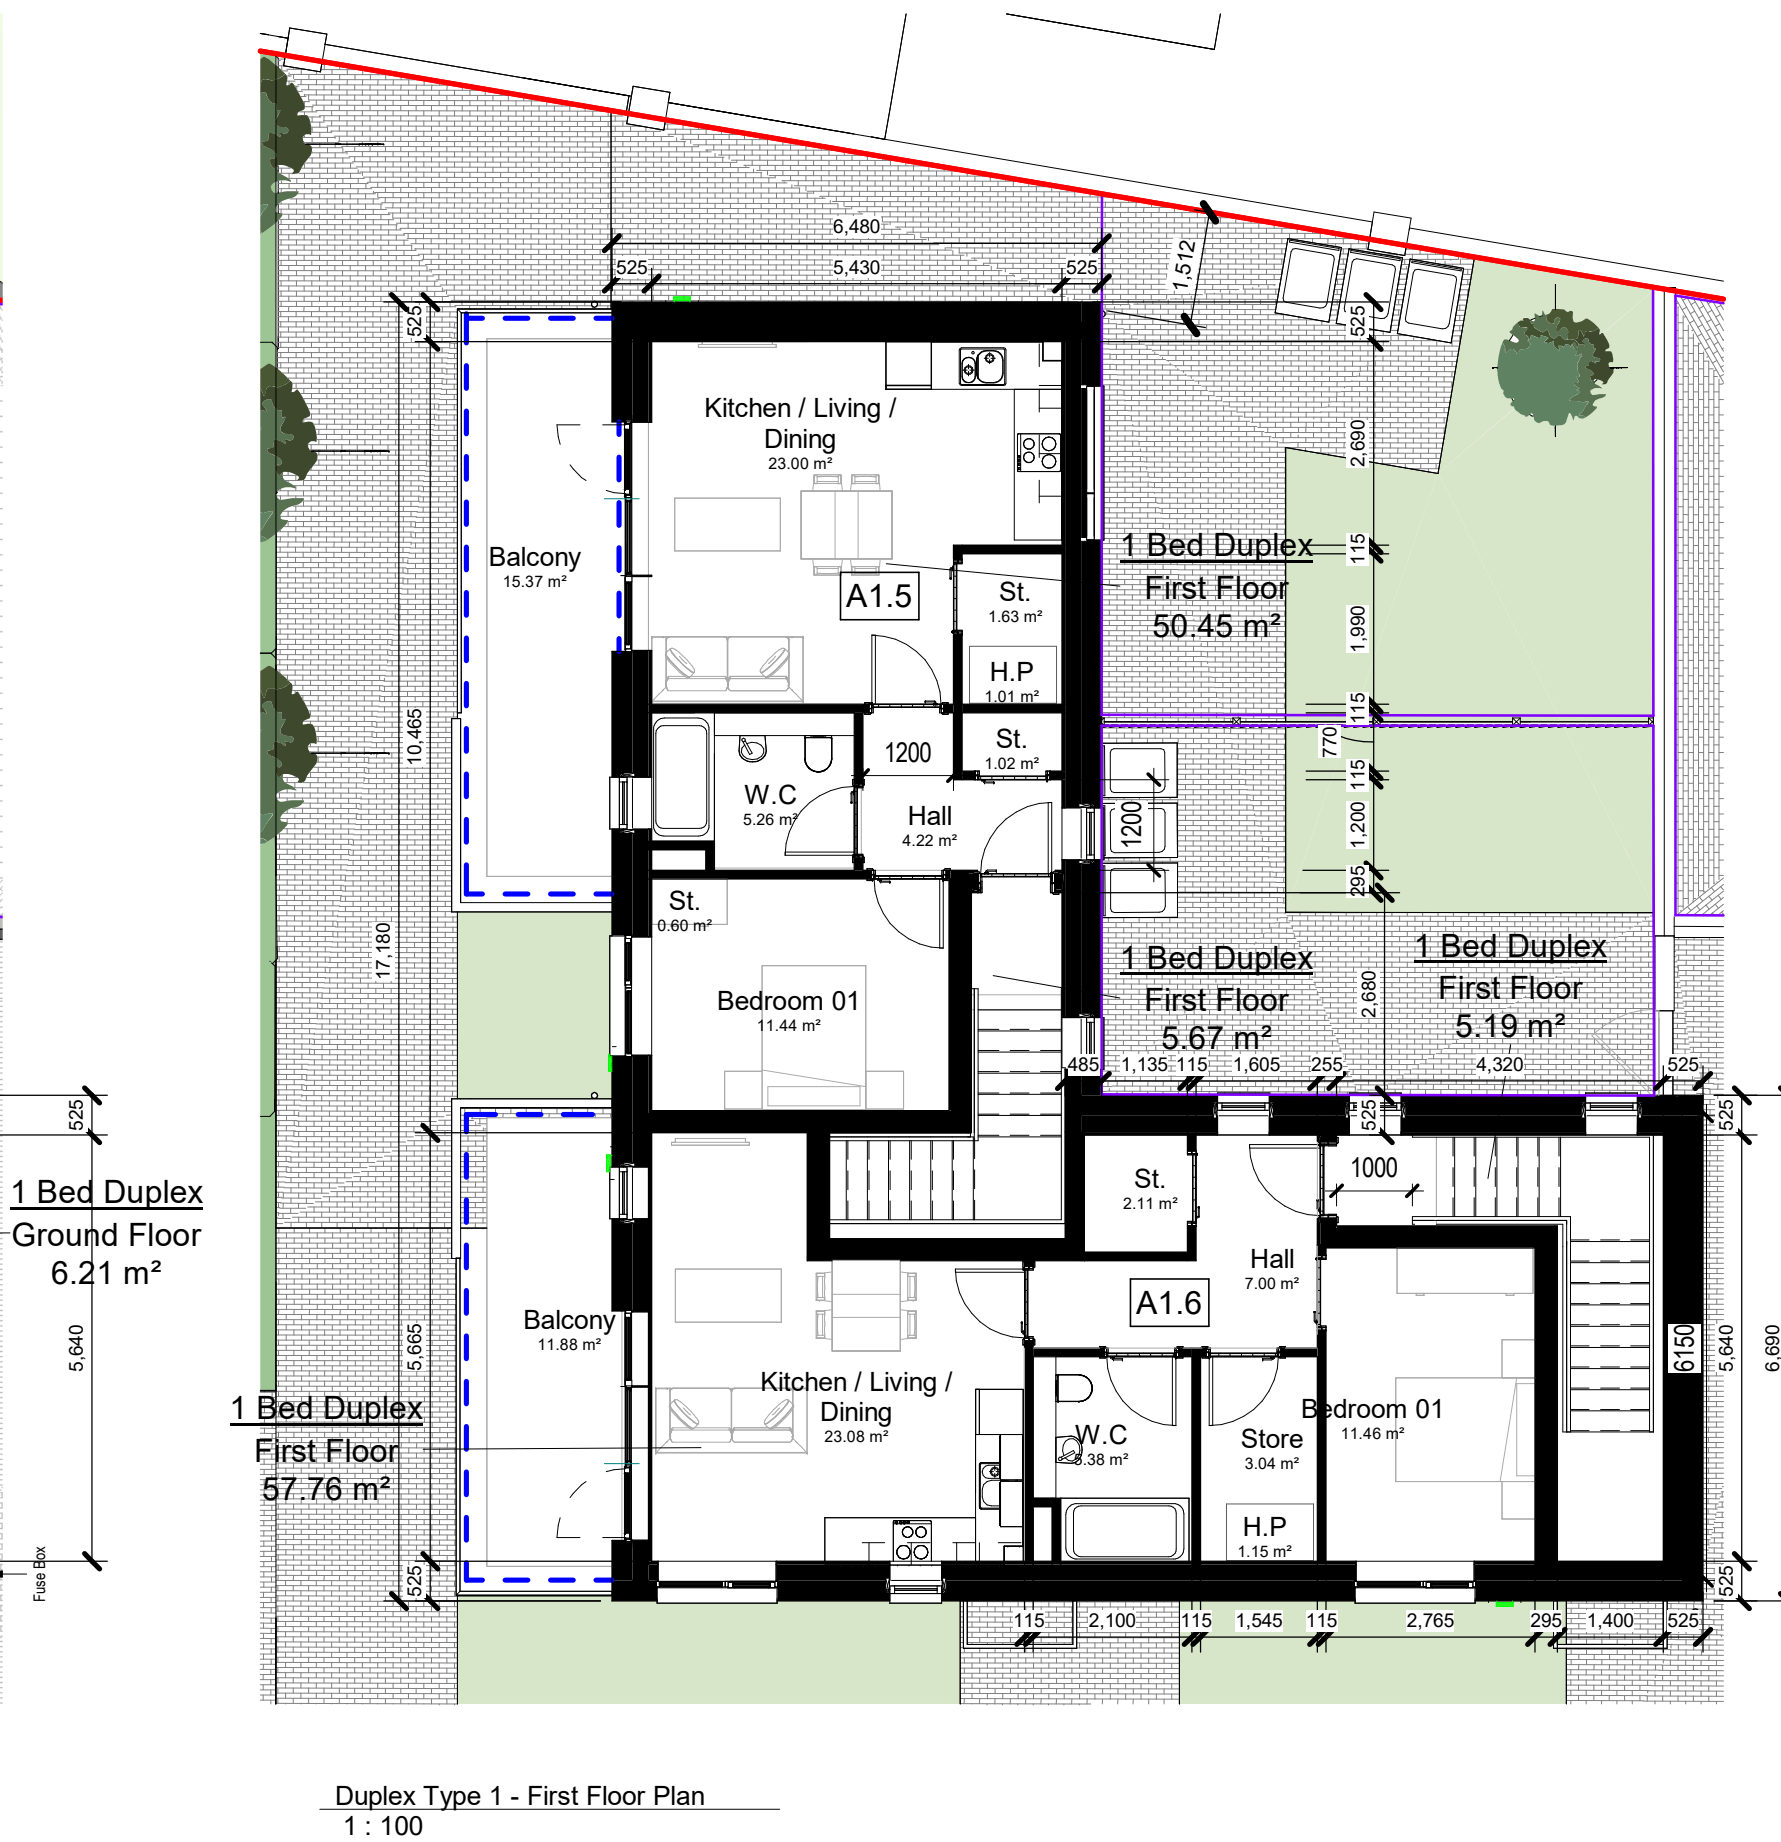 6,480
525
5,430
525
1,512
525
525
Kitchen / Living /
Dining
23.00 m²
2,690
Balcony
15.37 m²
A1.5
St.
1.63 m²
1 Bed Duplex
First Floor
50.45 m²
115
1,990
H.P
1.01 m²
115
10,465
1200
St.
1.02 m²
770
115
W.C
5.26 m²
Hall
4.22 m²
1200
1,200
295
St.
0.60 m²
17,180
Bedroom 01
11.44 m²
1 Bed Duplex
First Floor
5.67 m²
2,680
1 Bed Duplex
First Floor
5.19 m²
485
1,135
115
1,605
255
4,320
525
525
525
525
1 Bed Duplex
Ground Floor
6.21 m²
5,640
Fuse Box
St.
2.11 m²
1000
Hall
7.00 m²
A1.6
Balcony
11.88 m²
5,665
6150
5,640
6,690
1 Bed Duplex
First Floor
57.76 m²
Kitchen / Living /
Dining
23.08 m²
W.C
5.38 m²
Store
3.04 m²
Bedroom 01
11.46 m²
H.P
1.15 m²
525
525
115
2,100
115
1,545
115
2,765
295
1,400
525
Duplex Type 1 - First Floor Plan
1 : 100